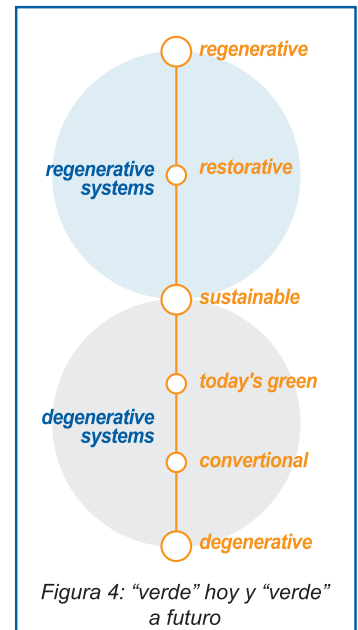 regenerative
regenerative
systems
restorative
sustainable
today's green
degenerative
systems
convertional
degenerative
Figura 4: “verde” hoy y “verde”
a futuro